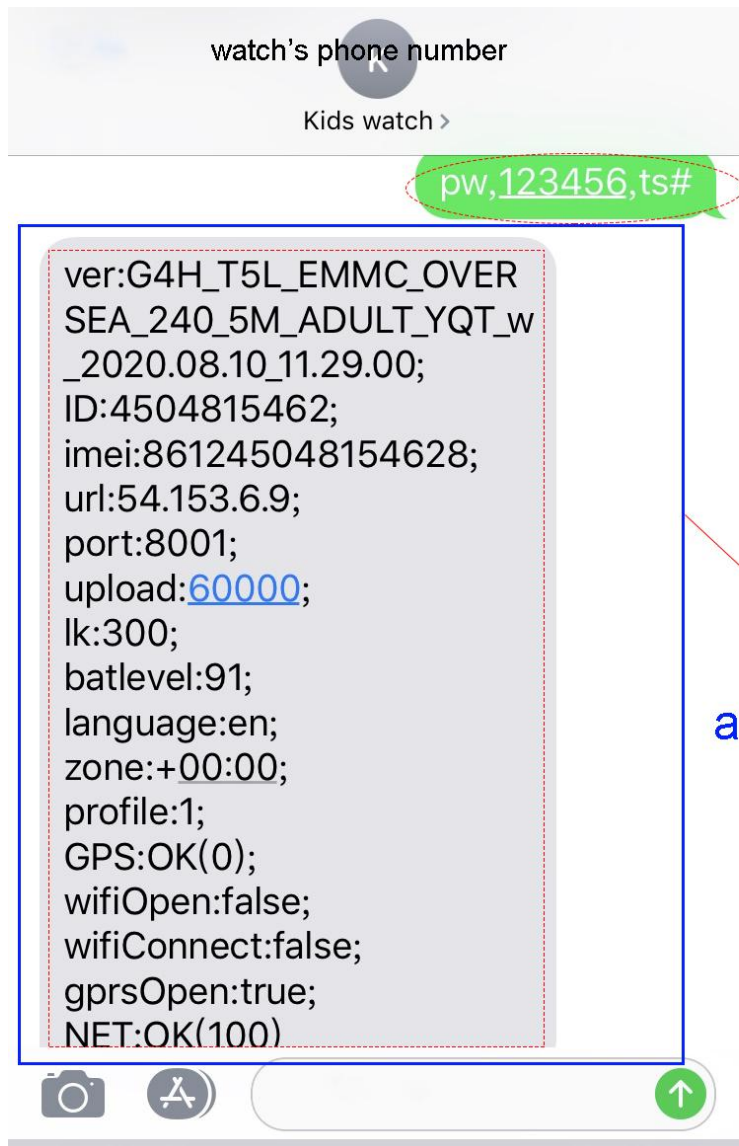 watch's phone number
K
Kids watch >
pw,123456,ts#
ver:G4H_T5L_EMMC_OVER
SEA_240_5M_ADULT_YQT_w
_2020.08.10_11.29.00;
ID:4504815462;
imei:861245048154628;
url:54.153.6.9;
port:8001;
upload:60000;
lk:300;
batlevel:91;
language:en;
a
zone:+00:00;
profile:1;
GPS:OK(0);
wifiOpen:false;
wifiConnect:false;
gprsOpen:true;
NET:OK(100)